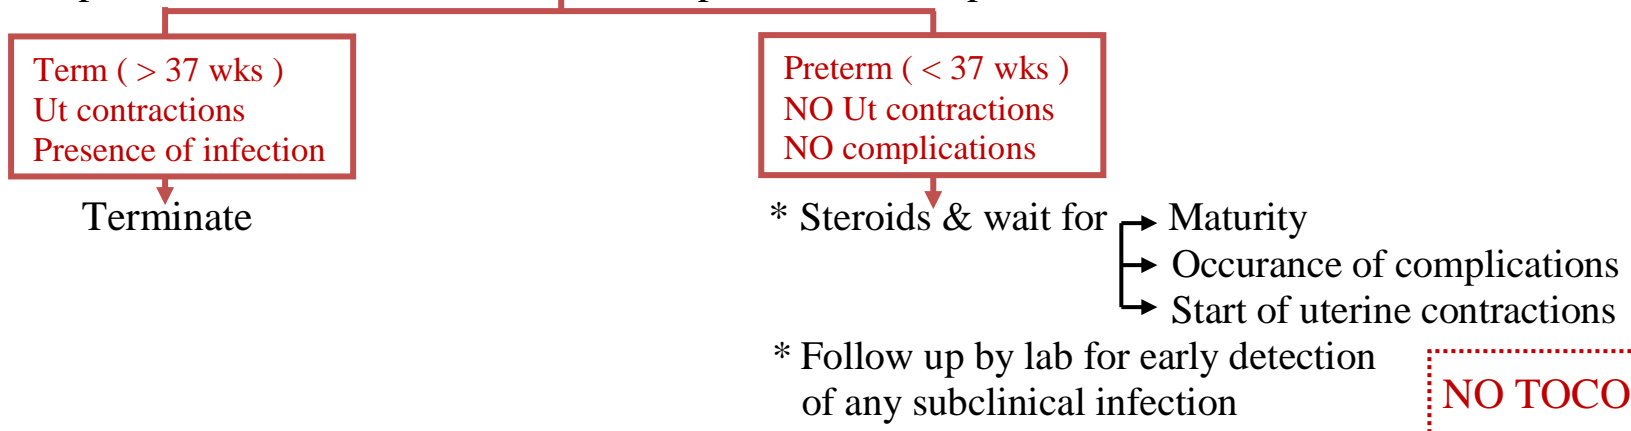 Term ( > 37 wks )
Ut contractions
Presence of infection
Terminate
Preterm ( < 37 wks )
NO Ut contractions
NO complications
* Steroids & wait for
Maturity
Occurance of complications
Start of uterine contractions
* Follow up by lab for early detection
of any subclinical infection
NO TOCO